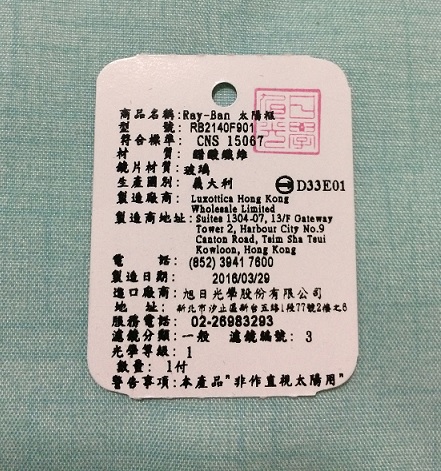 商品名稱:Ray-Ban 太陽眼鏡
型　　號: RB2140F901
符合標準: CNS 15067
材　　質: 醋酸纖維
鏡片材質:玻璃
生產國別: 義大利
D33E01
製造廠商: Luxottica Hong Kong
Wholesale Limited
製造商地址:Suites 1304-07, 13/F Gateway
Tower 2, Harbour City No.9
Canton Road, Tsim Sha Tsui
Kowloon, Hong Kong
電　　話: (852) 3941 7600
製造日期: 2016/03/29
進口廠商: 旭日光學股份有限公司
地　　址: 新北市汐止區新台五路1段77號2樓之6
服務電話: 02-26983293
濾鏡分類:一般 濾鏡編號: 3
光學等級: 1
數量: 1付
警告事項:本產品"非作直視太陽用"